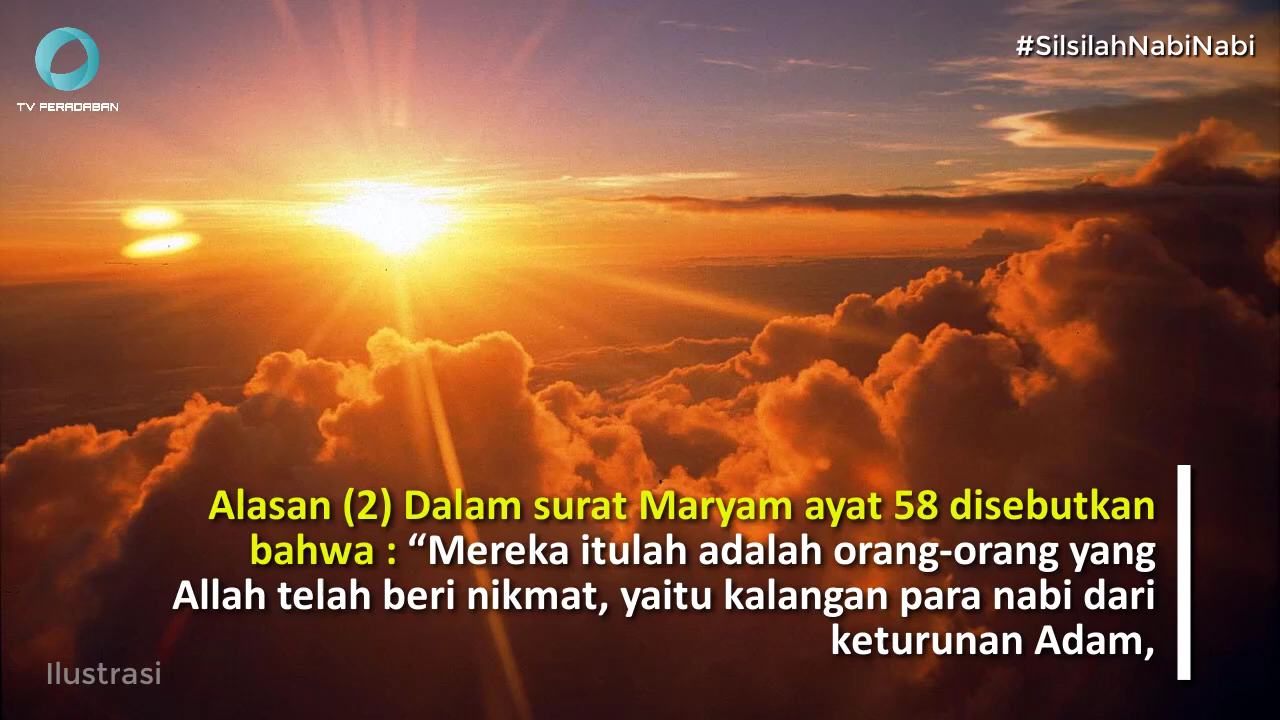 TV PERADABAN
#SilsilahNabiNabi
Alasan (2) Dalam surat Maryam ayat 58 disebutkan
bahwa : “Mereka itulah adalah orang-orang yang
Allah telah beri nikmat, yaitu kalangan para nabi dari
keturunan Adam,
Ilustrasi